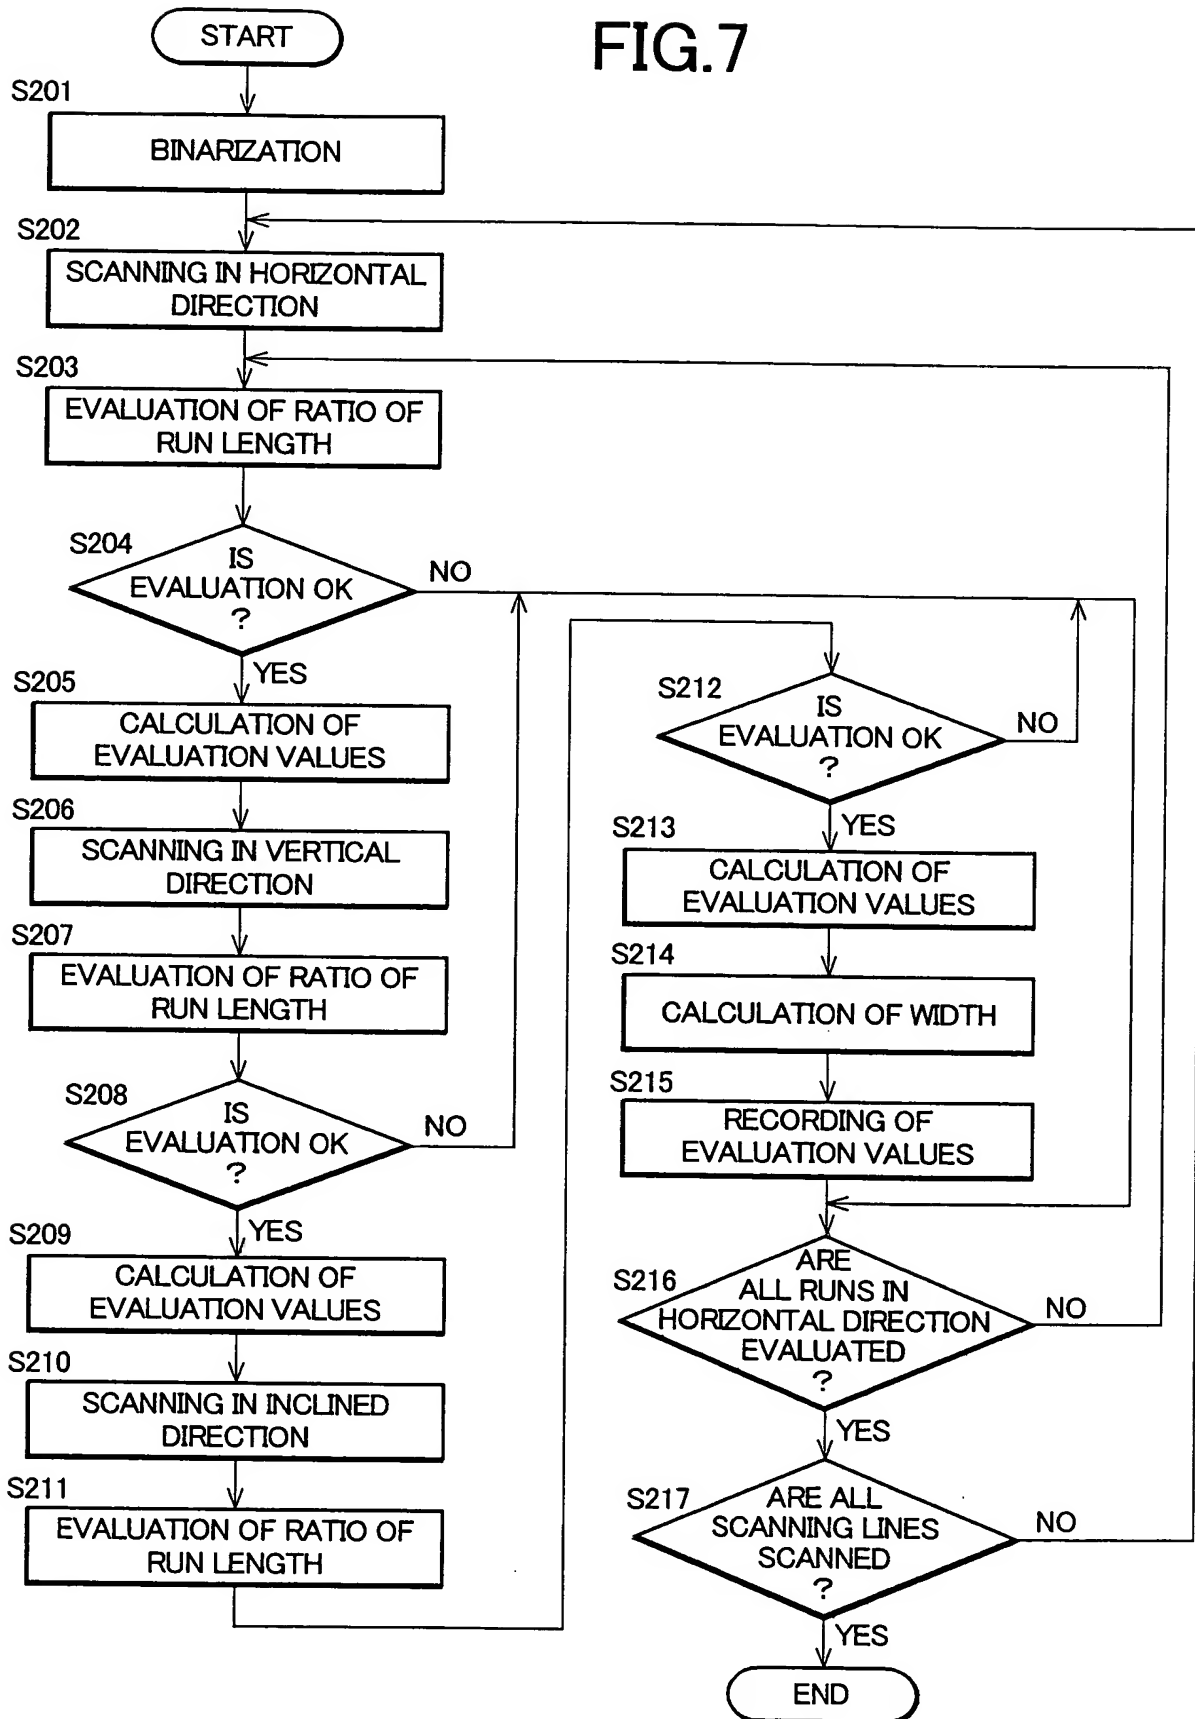 FIG.7
START
S201
BINARIZATION
S202
SCANNING IN HORIZONTAL
DIRECTION
S203
EVALUATION OF RATIO OF
RUN LENGTH
S204
IS
EVALUATION OK
?
NO
YES
S205
CALCULATION OF
EVALUATION VALUES
S206
SCANNING IN VERTICAL
DIRECTION
S207
EVALUATION OF RATIO OF
RUN LENGTH
S208
IS
EVALUATION OK
?
NO
YES
S209
CALCULATION OF
EVALUATION VALUES
S210
SCANNING IN INCLINED
DIRECTION
S211
EVALUATION OF RATIO OF
RUN LENGTH
S212
IS
EVALUATION OK
?
NO
YES
S213
CALCULATION OF
EVALUATION VALUES
S214
CALCULATION OF WIDTH
S215
RECORDING OF
EVALUATION VALUES
S216
ARE
ALL RUNS IN
HORIZONTAL DIRECTION
EVALUATED
?
NO
YES
S217
ARE ALL
SCANNING LINES
SCANNED
?
NO
YES
END